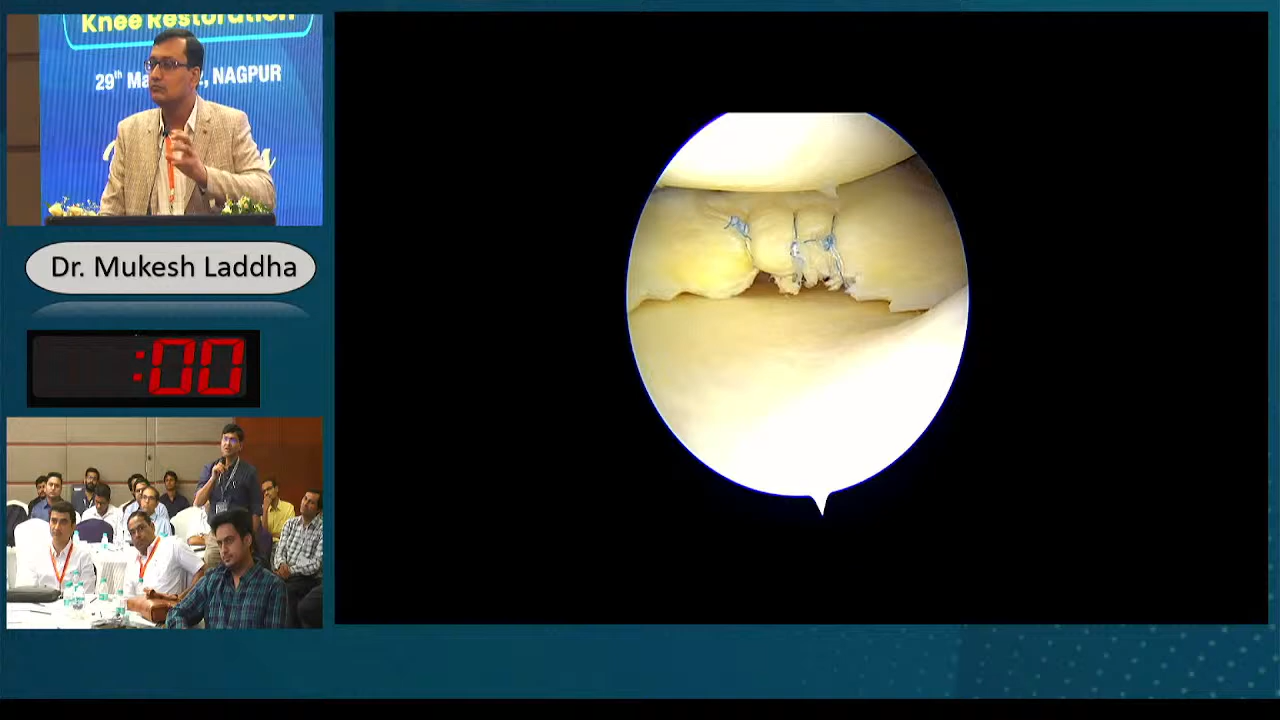 Knee Restoration
29th Ma
, NAGPUR
Dr. Mukesh Laddha
:00